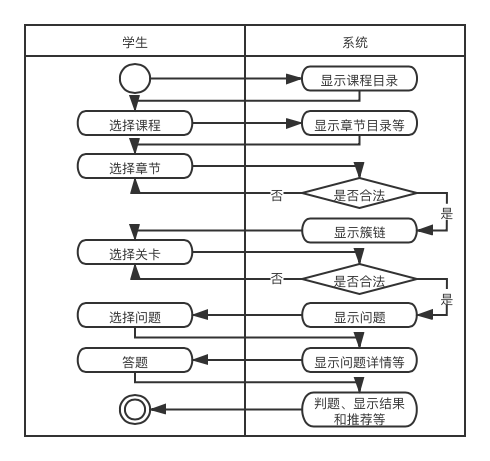 学生
系统
显示课程目录
选择课程
显示章节目录等
选择章节
是否合法
否
是
显示簇链
选择关卡
是否合法
否
是
选择问题
显示问题
答题
显示问题详情等
判题、显示结果
和推荐等